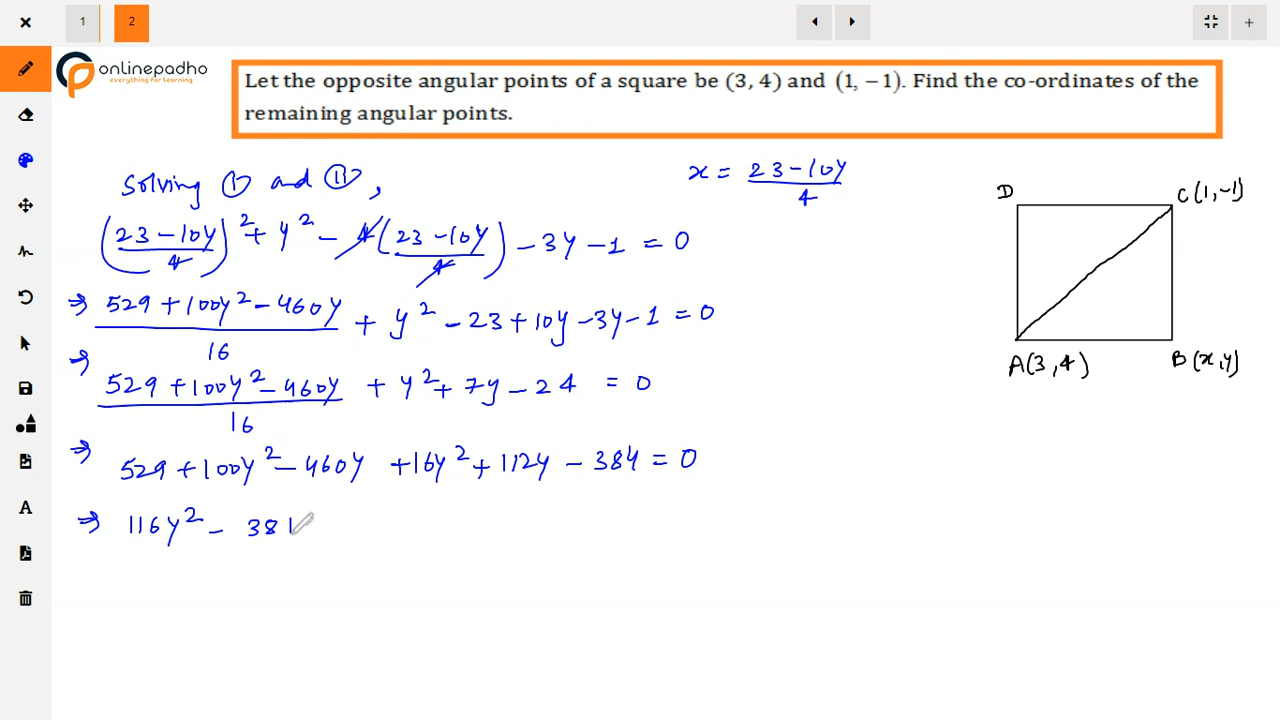 1 2
onlinepadho
everything for learning
Let the opposite angular points of a square be (3, 4) and (1, −1). Find the co-ordinates of the
remaining angular points.
Solving Ⓘ and Ⓘⓘ,
x = (23 − 10y)/4
((23 − 10y)/4)² + y² − 4((23 − 10y)/4) − 3y − 1 = 0
⇒ (529 + 100y² − 460y)/16 + y² − 23 + 10y − 3y − 1 = 0
⇒ (529 + 100y² − 460y)/16 + y² + 7y − 24 = 0
⇒ 529 + 100y² − 460y + 16y² + 112y − 384 = 0
⇒ 116y² − 381
D C(1, −1)
A(3, 4) B(x, y)
A